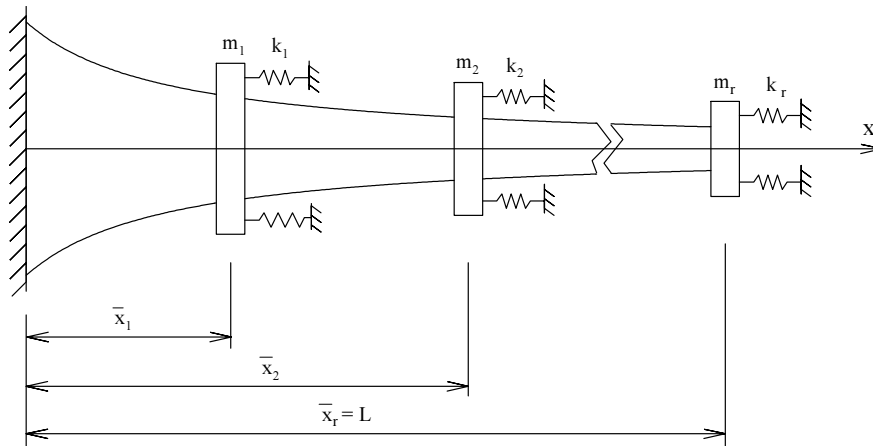 m₁ k₁
m₂ k₂
mᵣ kᵣ
x
x̄₁
x̄₂
x̄ᵣ = L